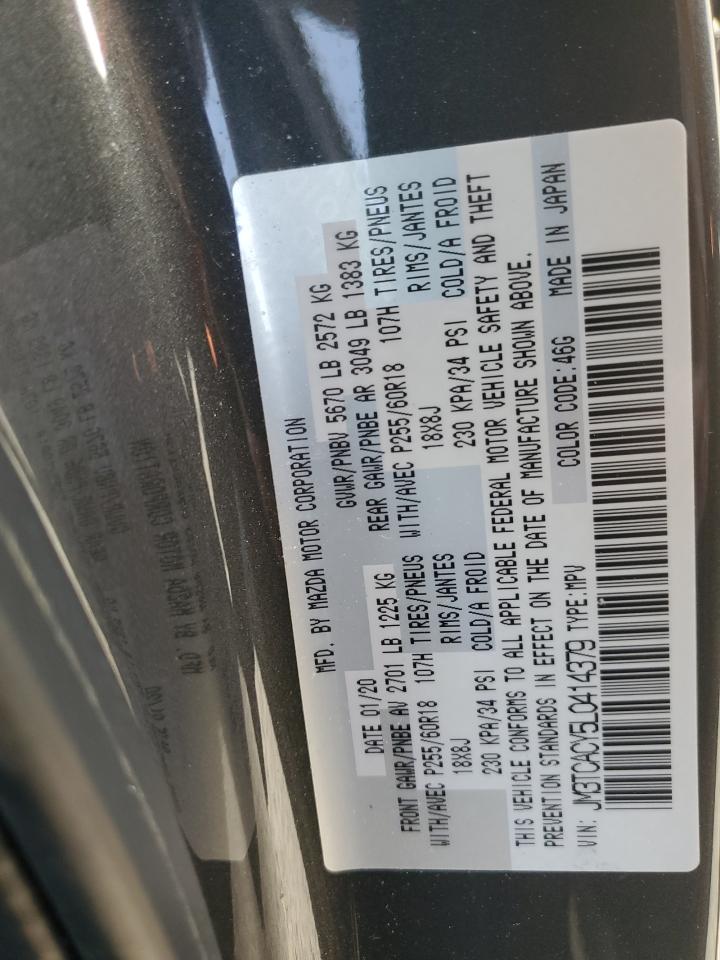 MFD. BY MAZDA MOTOR CORPORATION
DATE 01/20 GVWR/PNBV 5670 LB 2572 KG
FRONT GAWR/PNBE AV 2701 LB 1225 KG REAR GAWR/PNBE AR 3049 LB 1383 KG
WITH/AVEC P255/60R18 107H TIRES/PNEUS WITH/AVEC P255/60R18 107H TIRES/PNEUS
18X8J RIMS/JANTES 18X8J RIMS/JANTES
230 KPA/34 PSI COLD/A FROID 230 KPA/34 PSI COLD/A FROID
THIS VEHICLE CONFORMS TO ALL APPLICABLE FEDERAL MOTOR VEHICLE SAFETY AND THEFT
PREVENTION STANDARDS IN EFFECT ON THE DATE OF MANUFACTURE SHOWN ABOVE.
COLOR CODE:46G MADE IN JAPAN
VIN: JM3TCACY5L0414379 TYPE:MPV